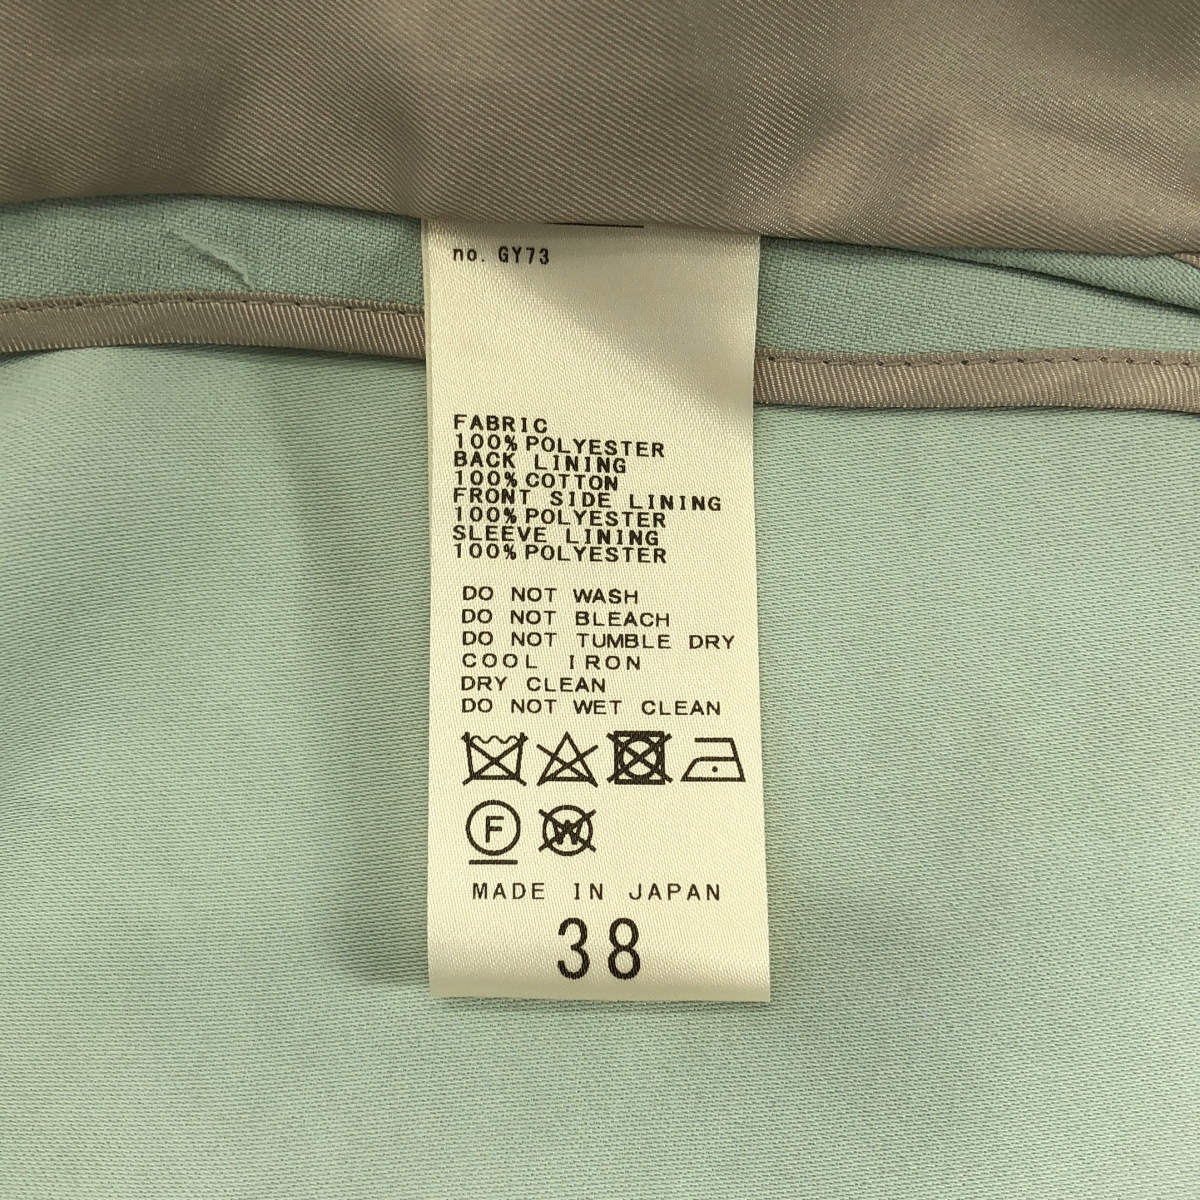 no. GY73
FABRIC
100% POLYESTER
BACK LINING
100% COTTON
FRONT SIDE LINING
100% POLYESTER
SLEEVE LINING
100% POLYESTER
DO NOT WASH
DO NOT BLEACH
DO NOT TUMBLE DRY
COOL IRON
DRY CLEAN
DO NOT WET CLEAN
F W
MADE IN JAPAN
38